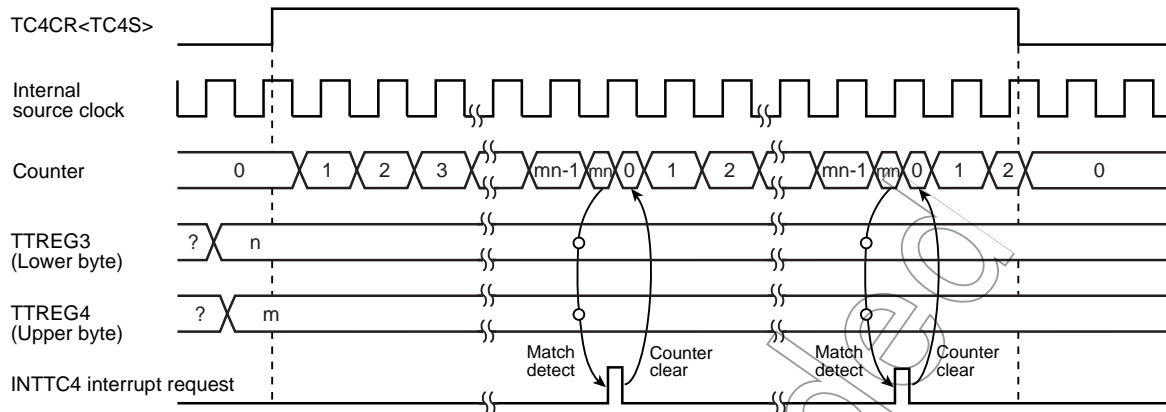 TC4CR<TC4S>
Internal
source clock
Counter
0 1 2 3 mn-1 mn 0 1 2 mn-1 mn 0 1 2 0
TTREG3
(Lower byte)
? n
TTREG4
(Upper byte)
? m
Match
detect
Counter
clear
Match
detect
Counter
clear
INTTC4 interrupt request